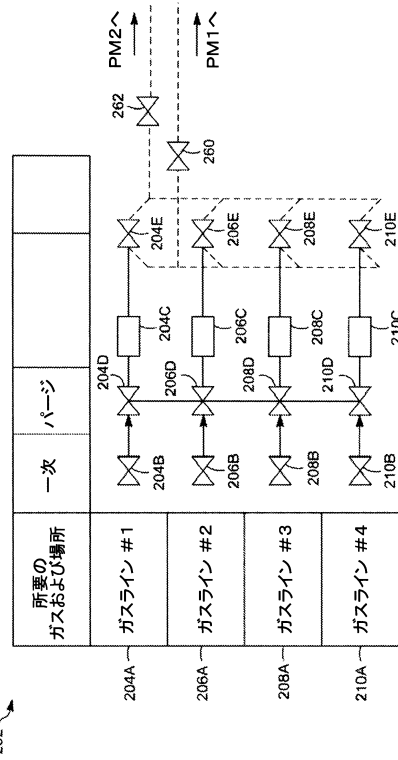 所要の
ガスおよび場所
一次
パージ
PM2へ
PM1へ
262
260
204A
ガスライン #1
204B
204D
204C
204E
206A
ガスライン #2
206B
206D
206C
206E
208A
ガスライン #3
208B
208D
208C
208E
210A
ガスライン #4
210B
210D
210C
210E